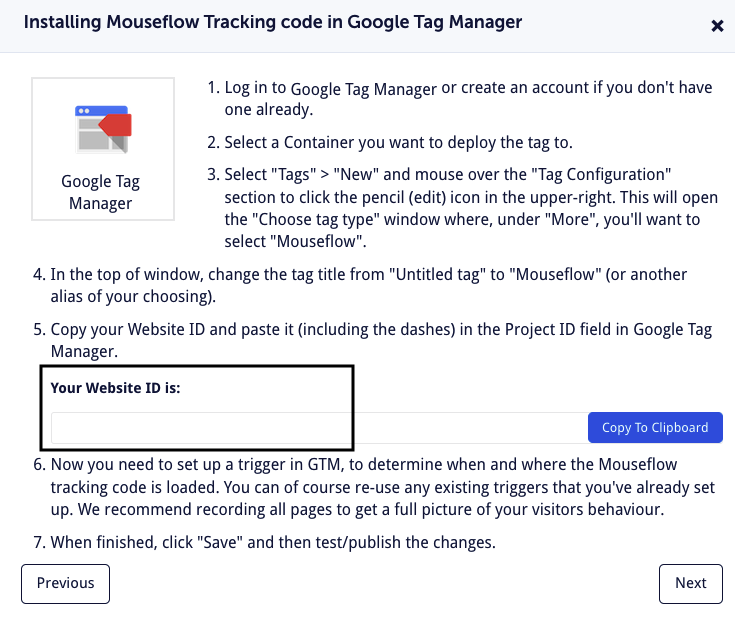 Installing Mouseflow Tracking code in Google Tag Manager
Google Tag
Manager
1. Log in to Google Tag Manager or create an account if you don't have
one already.
2. Select a Container you want to deploy the tag to.
3. Select "Tags" > "New" and mouse over the "Tag Configuration"
section to click the pencil (edit) icon in the upper-right. This will open
the "Choose tag type" window where, under "More", you'll want to
select "Mouseflow".
4. In the top of window, change the tag title from "Untitled tag" to "Mouseflow" (or another
alias of your choosing).
5. Copy your Website ID and paste it (including the dashes) in the Project ID field in Google Tag
Manager.
Your Website ID is:
Copy To Clipboard
6. Now you need to set up a trigger in GTM, to determine when and where the Mouseflow
tracking code is loaded. You can of course re-use any existing triggers that you've already set
up. We recommend recording all pages to get a full picture of your visitors behaviour.
7. When finished, click "Save" and then test/publish the changes.
Previous
Next